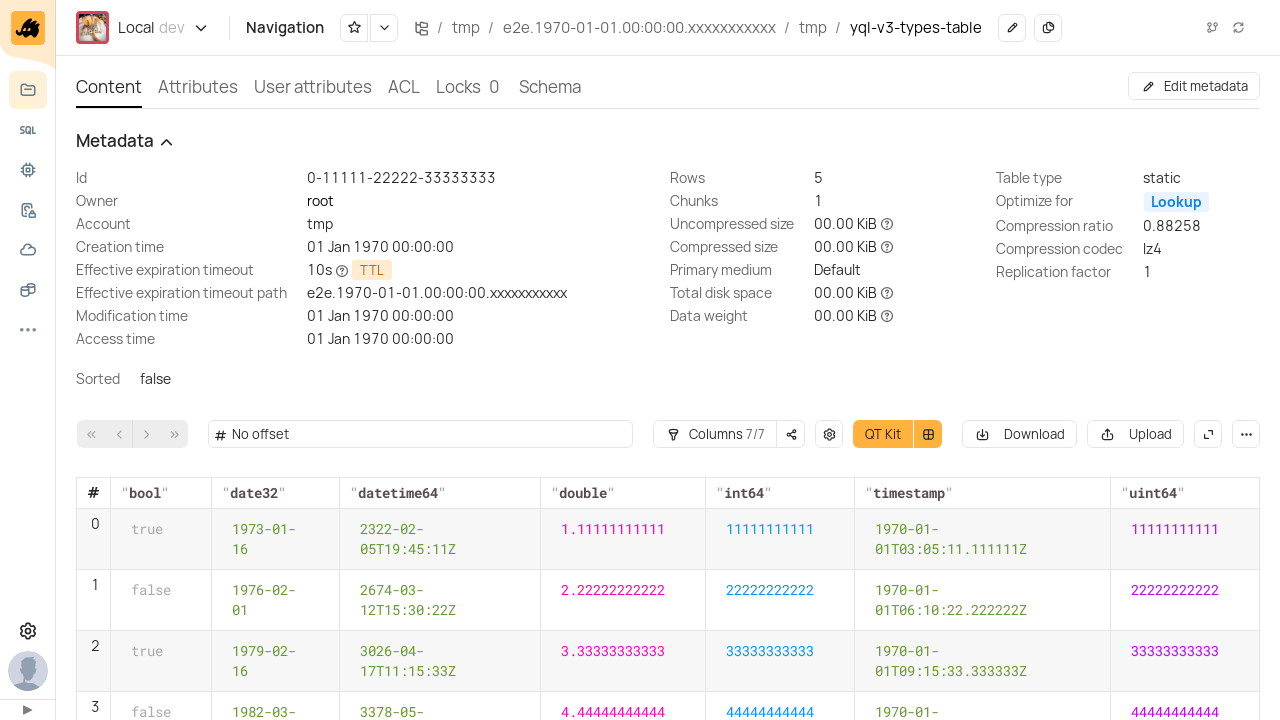 Local dev
Navigation
/ tmp / e2e.1970-01-01.00:00:00.xxxxxxxxxxx / tmp / yql-v3-types-table
SQL
Content Attributes User attributes ACL Locks 0 Schema
Edit metadata
Metadata
Id 0-11111-22222-33333333
Owner root
Account tmp
Creation time 01 Jan 1970 00:00:00
Effective expiration timeout 10s TTL
Effective expiration timeout path e2e.1970-01-01.00:00:00.xxxxxxxxxxx
Modification time 01 Jan 1970 00:00:00
Access time 01 Jan 1970 00:00:00
Rows 5
Chunks 1
Uncompressed size 00.00 KiB
Compressed size 00.00 KiB
Primary medium Default
Total disk space 00.00 KiB
Data weight 00.00 KiB
Table type static
Optimize for Lookup
Compression ratio 0.88258
Compression codec lz4
Replication factor 1
Sorted false
# No offset
Columns 7/7
QT Kit
Download
Upload
# "bool" "date32" "datetime64" "double" "int64" "timestamp" "uint64"
0 true 1973-01- 2322-02- 1.11111111111 11111111111 1970-01- 11111111111
16 05T19:45:11Z 01T03:05:11.111111Z
1 false 1976-02- 2674-03- 2.22222222222 22222222222 1970-01- 22222222222
01 12T15:30:22Z 01T06:10:22.222222Z
2 true 1979-02- 3026-04- 3.33333333333 33333333333 1970-01- 33333333333
16 17T11:15:33Z 01T09:15:33.333333Z
3 false 1982-03- 3378-05- 4.44444444444 44444444444 1970-01- 44444444444